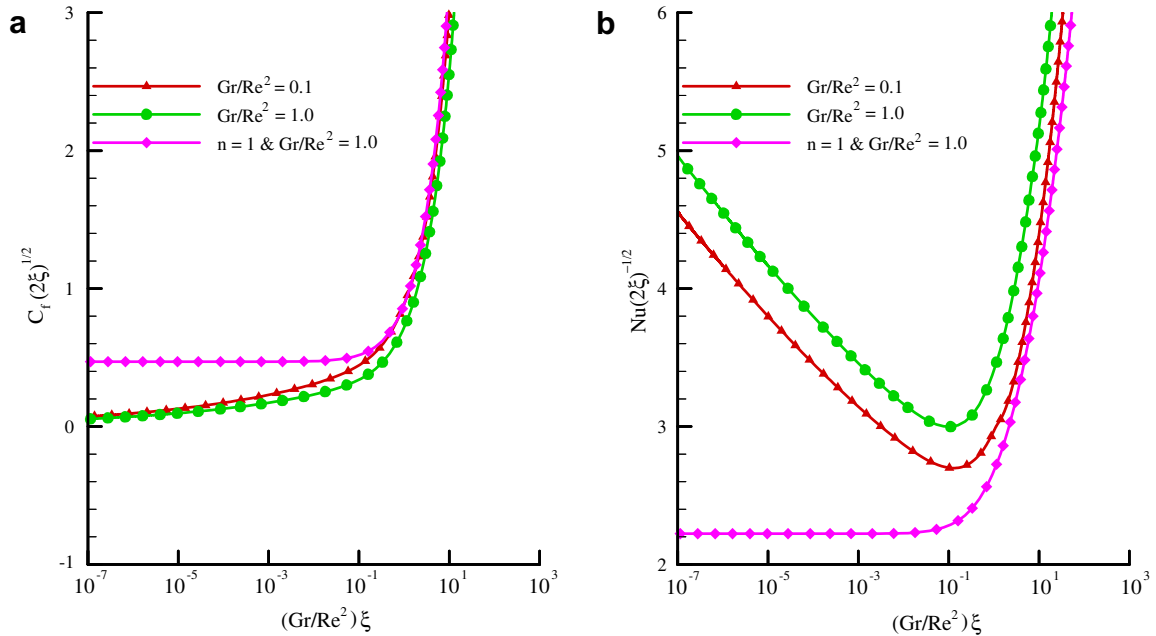 a
3
2
1
0
-1
C_f (2ξ)^1/2
Gr/Re² = 0.1
Gr/Re² = 1.0
n = 1 & Gr/Re² = 1.0
10⁻⁷ 10⁻⁵ 10⁻³ 10⁻¹ 10¹ 10³
(Gr/Re²) ξ
b
6
5
4
3
2
Nu(2ξ)^−1/2
Gr/Re² = 0.1
Gr/Re² = 1.0
n = 1 & Gr/Re² = 1.0
10⁻⁷ 10⁻⁵ 10⁻³ 10⁻¹ 10¹ 10³
(Gr/Re²) ξ